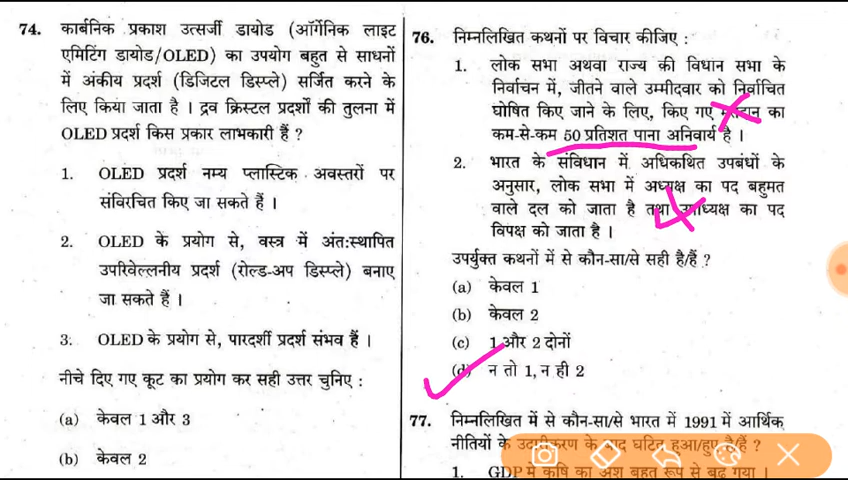 74. कार्बनिक प्रकाश उत्सर्जी डायोड (ऑर्गेनिक लाइट
एमिटिंग डायोड/OLED) का उपयोग बहुत से साधनों
में अंकीय प्रदर्श (डिजिटल डिस्प्ले) सर्जित करने के
लिए किया जाता है । द्रव क्रिस्टल प्रदर्शों की तुलना में
OLED प्रदर्श किस प्रकार लाभकारी हैं ?
1. OLED प्रदर्श नम्य प्लास्टिक अवस्तरों पर
संविरचित किए जा सकते हैं ।
2. OLED के प्रयोग से, वस्त्र में अंत:स्थापित
उपरिवेल्लनीय प्रदर्श (रोल्ड-अप डिस्प्ले) बनाए
जा सकते हैं ।
3. OLED के प्रयोग से, पारदर्शी प्रदर्श संभव हैं ।
नीचे दिए गए कूट का प्रयोग कर सही उत्तर चुनिए :
(a) केवल 1 और 3
(b) केवल 2
76. निम्नलिखित कथनों पर विचार कीजिए :
1. लोक सभा अथवा राज्य की विधान सभा के
निर्वाचन में, जीतने वाले उम्मीदवार को निर्वाचित
घोषित किए जाने के लिए, किए गए का
कम-से-कम 50 प्रतिशत पाना अनिवार्य है ।
2. भारत के संविधान में अधिकथित उपबंधों के
अनुसार, लोक सभा में अध्यक्ष का पद बहुमत
वाले दल को जाता है तथा उपाध्यक्ष का पद
विपक्ष को जाता है ।
उपर्युक्त कथनों में से कौन-सा/से सही है/हैं ?
(a) केवल 1
(b) केवल 2
(c) 1 और 2 दोनों
(d) न तो 1, न ही 2
77. निम्नलिखित में से कौन-सा/से भारत में 1991 में आर्थिक
नीतियों के उदारीकरण के बाद घटित हुआ/हुए है/हैं ?
1. GDP में कृषि का अंश बहत रूप से बढ़ गया ।